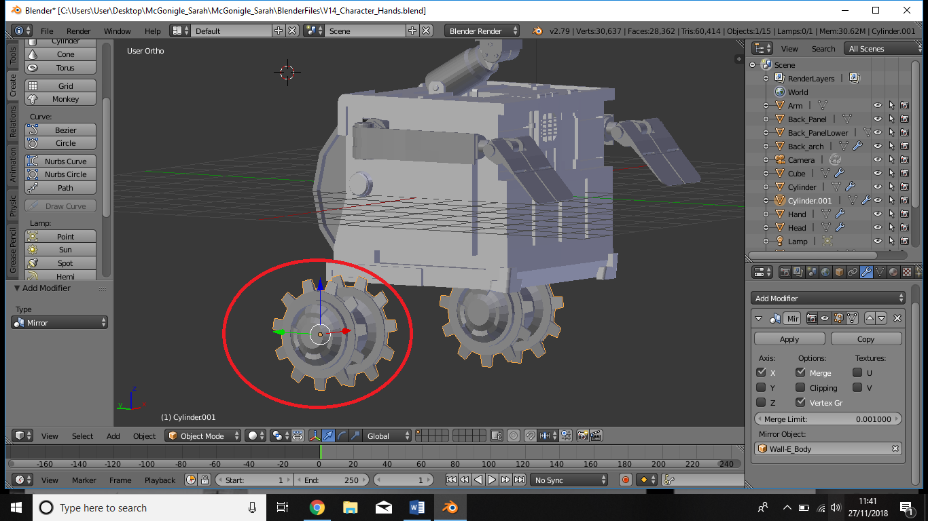 Blender* [C:\Users\User\Desktop\McGonigle_Sarah\McGonigle_Sarah\BlenderFiles\V14_Character_Hands.blend]
File Render Window Help Default Scene Blender Render v2.79 | Verts:30,637 | Faces:28,362 | Tris:60,414 | Objects:1/15 | Lamps:0/1 | Mem:30.62M | Cylinder.001
Cylinder
Cone
Torus
Grid
Monkey
Curve:
Bezier
Circle
Nurbs Curve
Nurbs Circle
Path
Draw Curve
Lamp:
Point
Sun
Spot
Hemi
Tools
Create
Relations
Animation
Physic
Grease Pencil
Add Modifier
Type
Mirror
User Ortho
(1) Cylinder.001
View Select Add Object Object Mode Global
View Search All Scenes
Scene
RenderLayers
World
Arm
Back_Panel
Back_PanelLower
Back_arch
Camera
Cube
Cylinder
Cylinder.001
Hand
Head
Lamp
Add Modifier
Mir
Apply Copy
Axis: Options: Textures:
X Merge U
Y Clipping V
Z Vertex Gr
Merge Limit: 0.001000
Mirror Object:
Wall-E_Body
-160 -140 -120 -100 -80 -60 -40 -20 0 20 40 60 80 100 120 140 160 180 200 220 240
View Marker Frame Playback Start: 1 End: 250 1 No Sync
Type here to search
11:41
27/11/2018